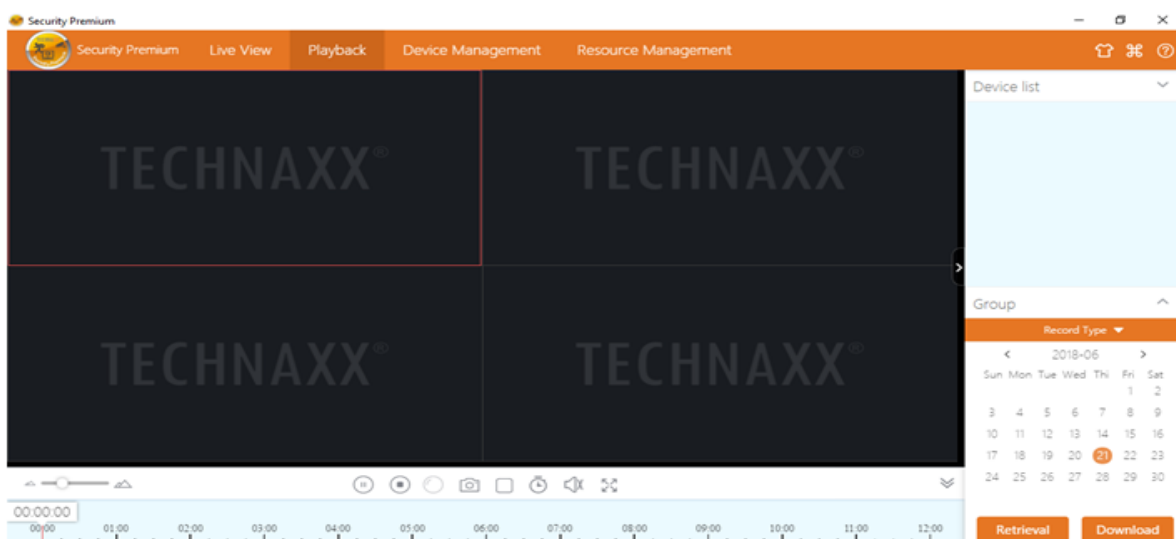 Security Premium
Security Premium Live View Playback Device Management Resource Management
Device list
TECHNAXX® TECHNAXX®
Group
Record Type
2018-06
Sun Mon Tue Wed Thi Fri Sat
1 2
3 4 5 6 7 8 9
10 11 12 13 14 15 16
17 18 19 20 21 22 23
24 25 26 27 28 29 30
TECHNAXX® TECHNAXX®
00:00:00
00:00 01:00 02:00 03:00 04:00 05:00 06:00 07:00 08:00 09:00 10:00 11:00 12:00
Retrieval Download